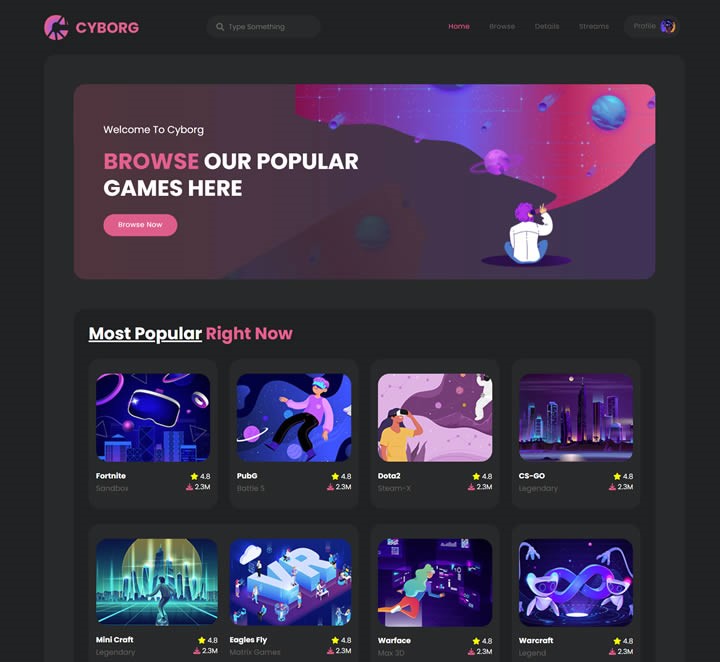 CYBORG
Type Something
Home
Browse
Details
Streams
Profile
Welcome To Cyborg
BROWSE OUR POPULAR
GAMES HERE
Browse Now
Most Popular Right Now
Fortnite
4.8
Sandbox
2.3M
PubG
4.8
Battle S
2.3M
Dota2
4.8
Steam-X
2.3M
CS-GO
4.8
Legendary
2.3M
VR
Mini Craft
4.8
Legendary
2.3M
Eagles Fly
4.8
Matrix Games
2.3M
Warface
4.8
Max 3D
2.3M
Warcraft
4.8
Legend
2.3M